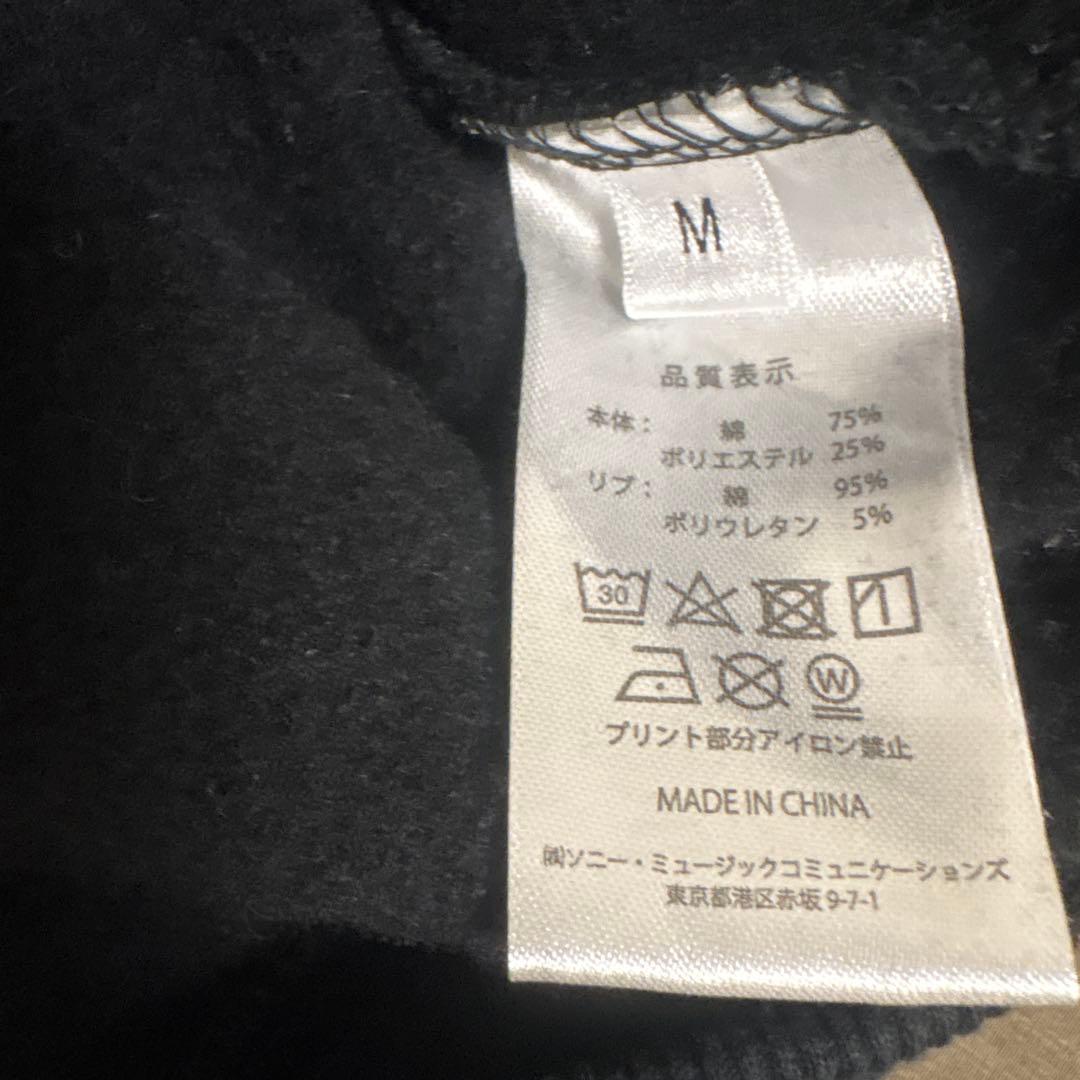 M
品質表示
本体： 綿 75%
ポリエステル 25%
リブ： 綿 95%
ポリウレタン 5%
30
W
プリント部分アイロン禁止
MADE IN CHINA
㈱ソニー・ミュージックコミュニケーションズ
東京都港区赤坂9-7-1